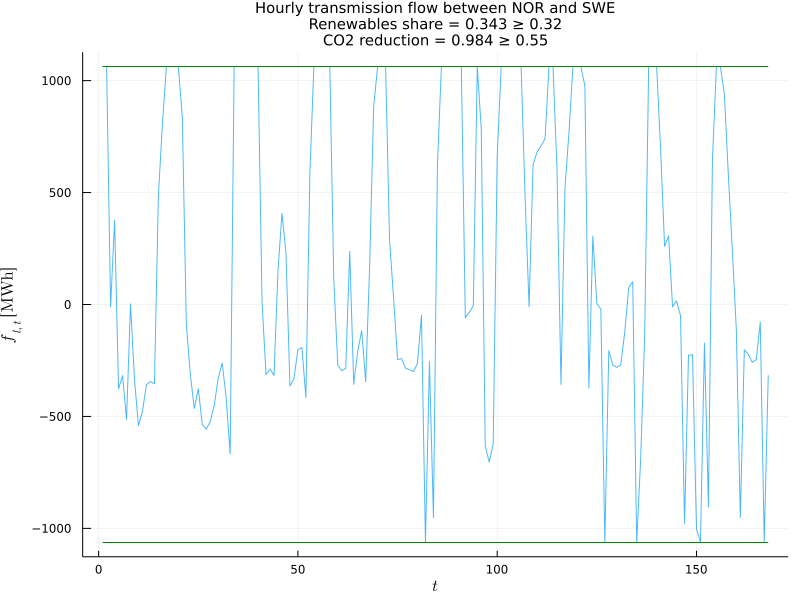 Hourly transmission flow between NOR and SWE
Renewables share = 0.343 ≥ 0.32
CO2 reduction = 0.984 ≥ 0.55
1000
500
0
−500
−1000
f l,t [MWh]
0
50
100
150
t